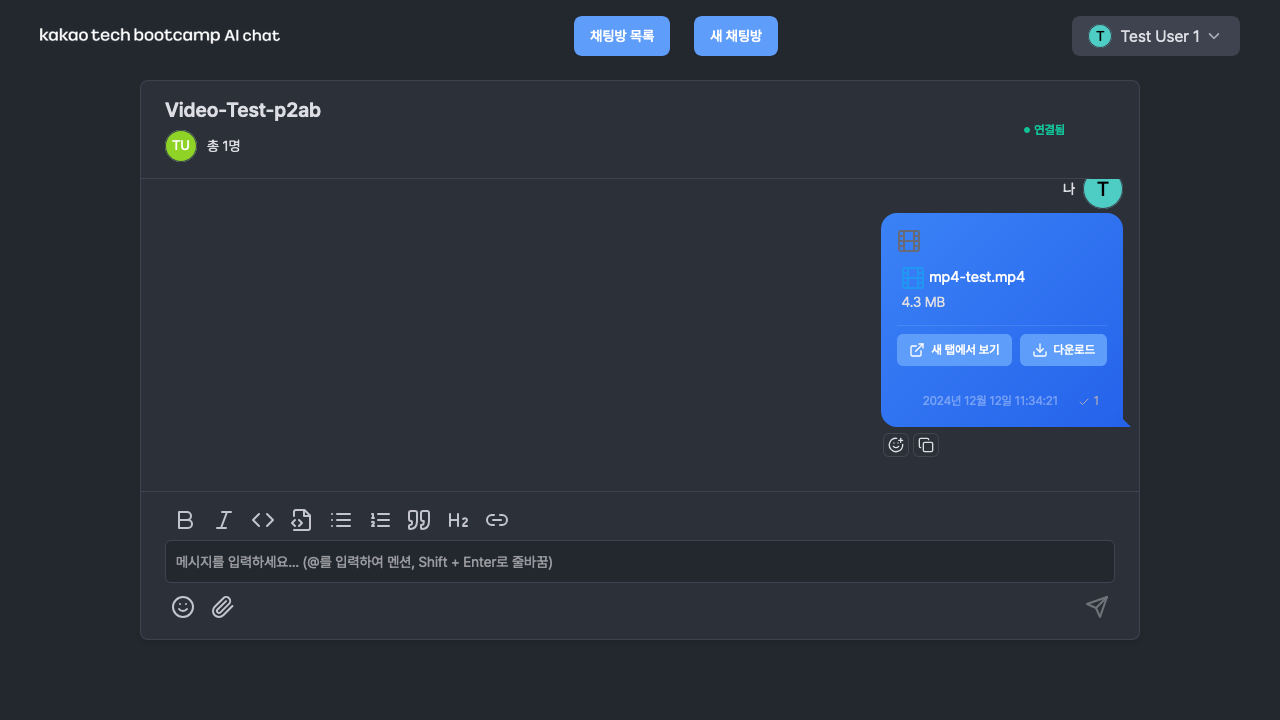 kakao tech bootcamp AI chat
채팅방 목록
새 채팅방
T
Test User 1
Video-Test-p2ab
TU
총 1명
연결됨
나
T
mp4-test.mp4
4.3 MB
새 탭에서 보기
다운로드
2024년 12월 12일 11:34:21
1
H2
메시지를 입력하세요... (@를 입력하여 멘션, Shift + Enter로 줄바꿈)